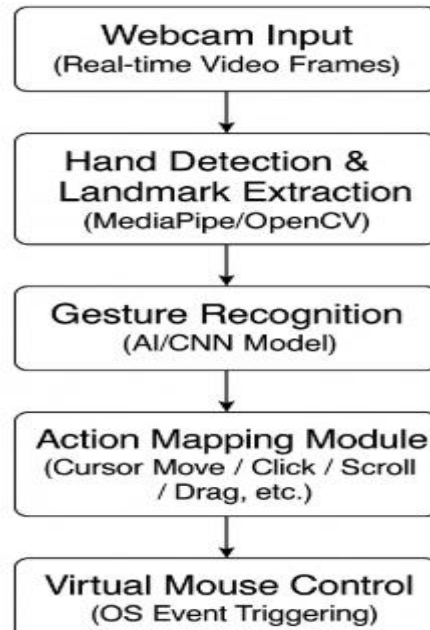 Webcam Input
(Real-time Video Frames)
Hand Detection &
Landmark Extraction
(MediaPipe/OpenCV)
Gesture Recognition
(AI/CNN Model)
Action Mapping Module
(Cursor Move / Click / Scroll
/ Drag, etc.)
Virtual Mouse Control
(OS Event Triggering)